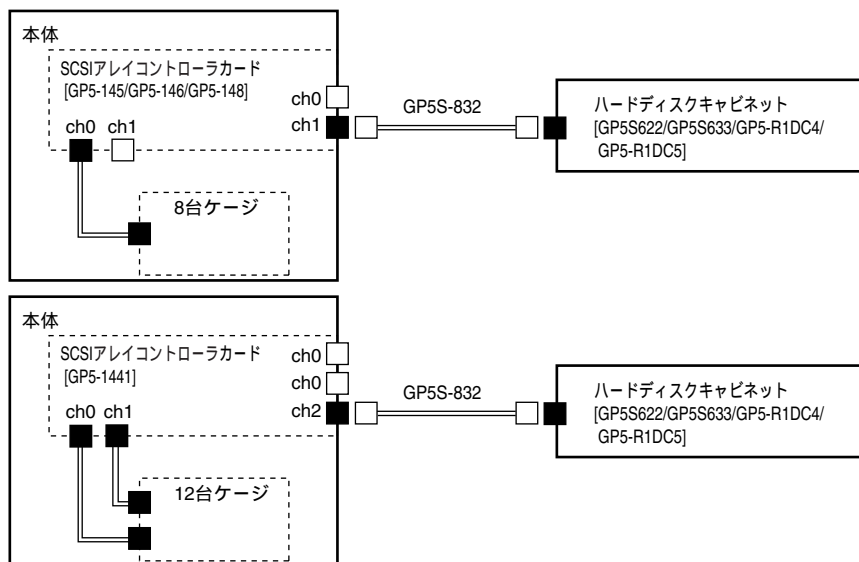 本体
SCSIアレイコントローラカード
[GP5-145/GP5-146/GP5-148]
ch0
ch1
ch0 ch1
8台ケージ
GP5S-832
ハードディスクキャビネット
[GP5S622/GP5S633/GP5-R1DC4/
GP5-R1DC5]
本体
SCSIアレイコントローラカード
[GP5-1441]
ch0
ch0
ch2
ch0 ch1
12台ケージ
GP5S-832
ハードディスクキャビネット
[GP5S622/GP5S633/GP5-R1DC4/
GP5-R1DC5]